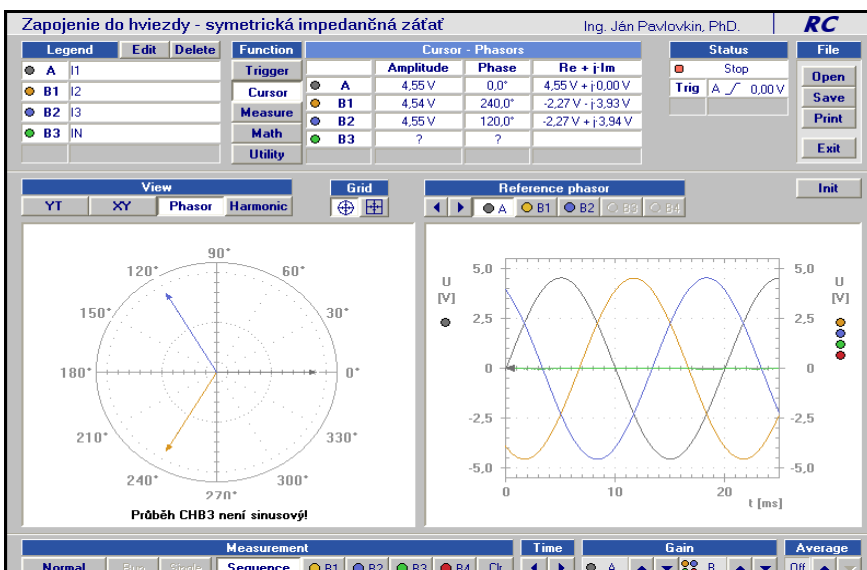 Zapojenie do hviezdy - symetrická impedančná záťať Ing. Ján Pavlovkin, PhD. RC
Legend Edit Delete Function Cursor - Phasors Status File
Amplitude Phase Re + j·Im
A I1 Trigger Stop Open
A 4,55 V 0,0° 4,55 V + j·0,00 V Trig A 0,00 V
B1 I2 Cursor Save
B1 4,54 V 240,0° -2,27 V - j·3,93 V
B2 I3 Measure Print
B2 4,55 V 120,0° -2,27 V + j·3,94 V
B3 IN Math
B3 ? ?
Utility Exit
View Grid Reference phasor Init
YT XY Phasor Harmonic A B1 B2 B3 B4
90°
120° 60°
150° 30°
180° 0°
210° 330°
240° 300°
270°
Průběh CHB3 není sinusový!
U [V] 5,0 5,0 U [V]
2,5 2,5
0 0
-2,5 -2,5
-5,0 -5,0
0 10 20
t [ms]
Measurement Time Gain Average
Normal Run Single Sequence B1 B2 B3 B4 Clr A B Off